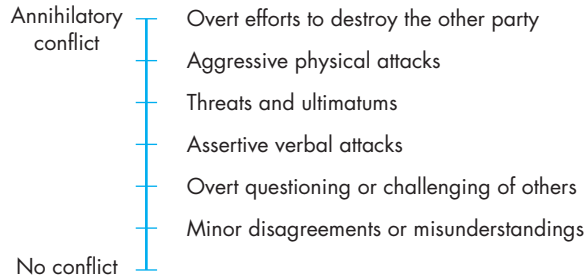 Annihilatory
conflict
Overt efforts to destroy the other party
Aggressive physical attacks
Threats and ultimatums
Assertive verbal attacks
Overt questioning or challenging of others
Minor disagreements or misunderstandings
No conflict